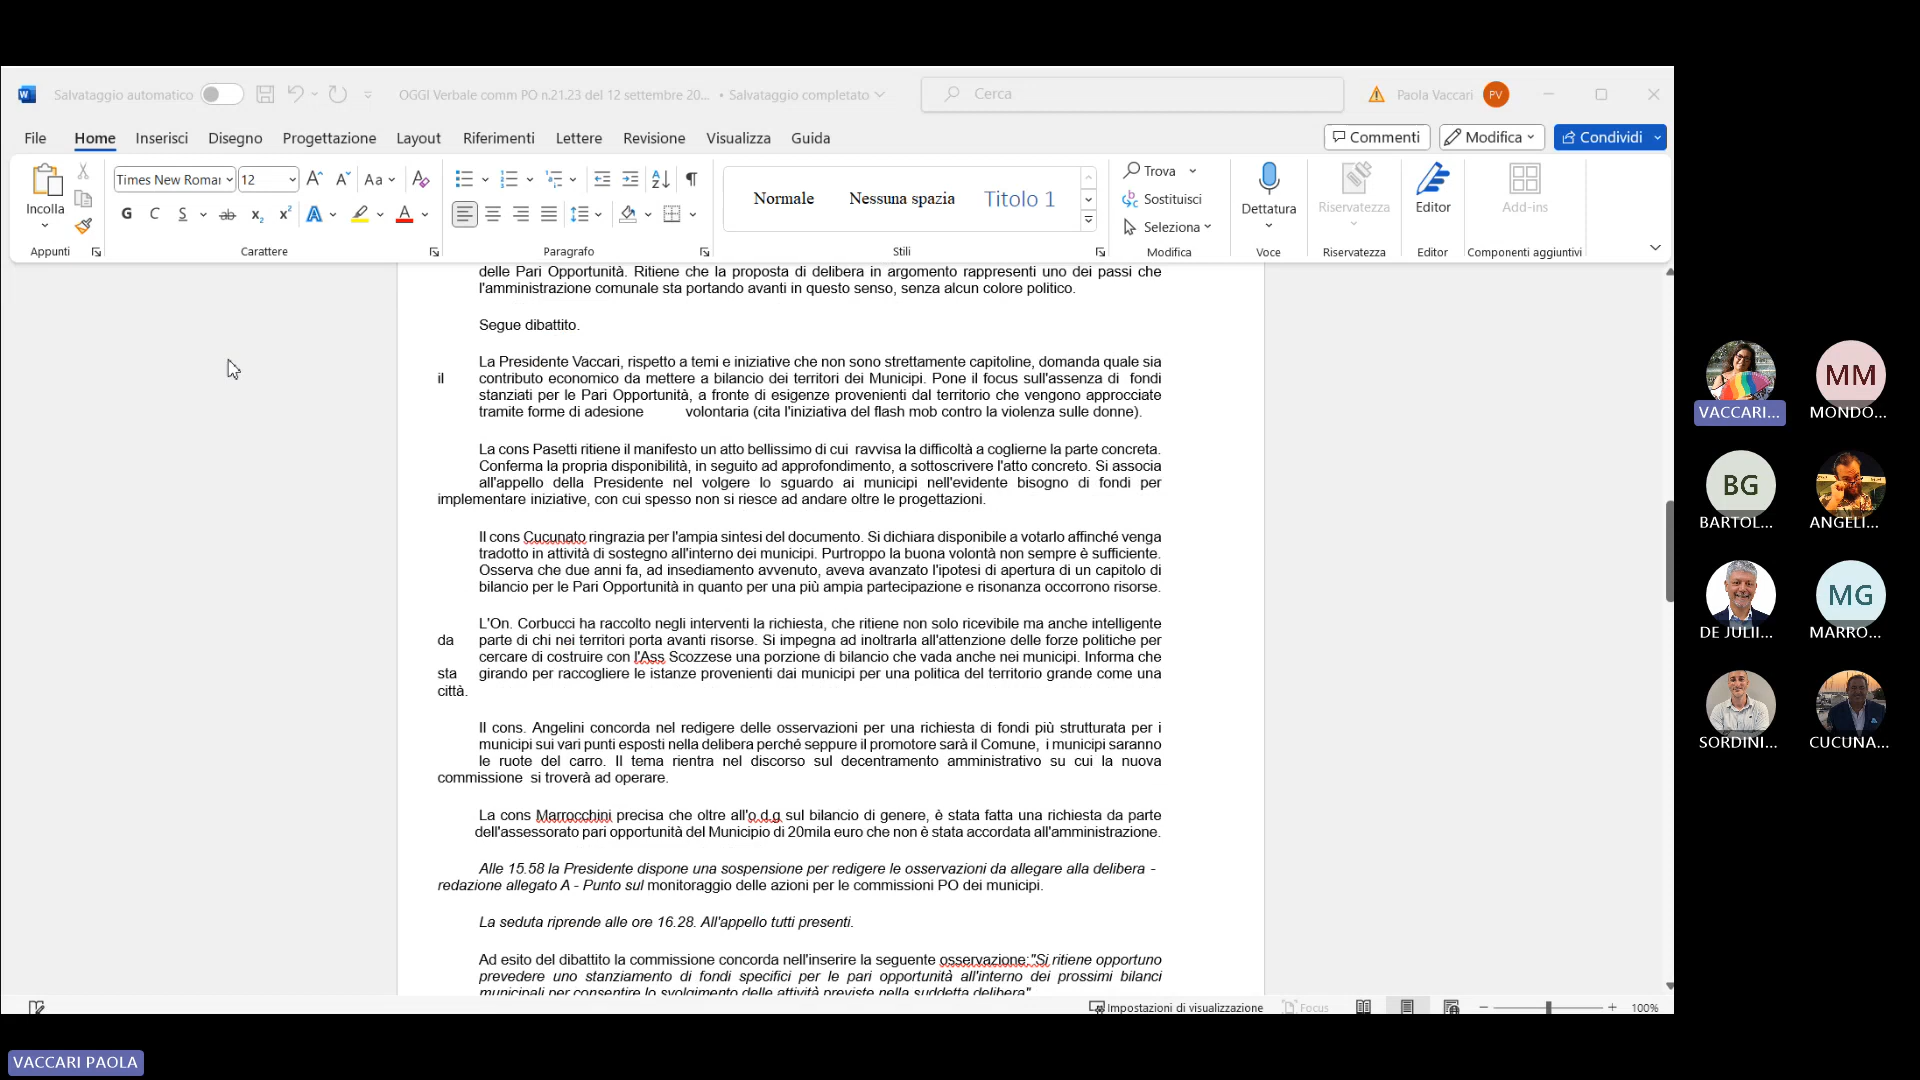 Salvataggio automatico
OGGI Verbale comm PO n.21.23 del 12 settembre 20... • Salvataggio completato
Cerca
Paola Vaccari
PV
File Home Inserisci Disegno Progettazione Layout Riferimenti Lettere Revisione Visualizza Guida
Commenti
Modifica
Condividi
Incolla
Times New Roman
12
Aa
G C S ab x₂ x² A A
Normale
Nessuna spazia
Titolo 1
Trova
Sostituisci
Seleziona
Dettatura
Riservatezza
Editor
Add-ins
Appunti
Carattere
Paragrafo
Stili
Modifica
Voce
Riservatezza
Editor
Componenti aggiuntivi
delle Pari Opportunità. Ritiene che la proposta di delibera in argomento rappresenti uno dei passi che
l'amministrazione comunale sta portando avanti in questo senso, senza alcun colore politico.
Segue dibattito.
La Presidente Vaccari, rispetto a temi e iniziative che non sono strettamente capitoline, domanda quale sia
il contributo economico da mettere a bilancio dei territori dei Municipi. Pone il focus sull'assenza di fondi
stanziati per le Pari Opportunità, a fronte di esigenze provenienti dal territorio che vengono approcciate
tramite forme di adesione volontaria (cita l'iniziativa del flash mob contro la violenza sulle donne).
La cons Pasetti ritiene il manifesto un atto bellissimo di cui ravvisa la difficoltà a coglierne la parte concreta.
Conferma la propria disponibilità, in seguito ad approfondimento, a sottoscrivere l'atto concreto. Si associa
all'appello della Presidente nel volgere lo sguardo ai municipi nell'evidente bisogno di fondi per
implementare iniziative, con cui spesso non si riesce ad andare oltre le progettazioni.
Il cons Cucunato ringrazia per l'ampia sintesi del documento. Si dichiara disponibile a votarlo affinché venga
tradotto in attività di sostegno all'interno dei municipi. Purtroppo la buona volontà non sempre è sufficiente.
Osserva che due anni fa, ad insediamento avvenuto, aveva avanzato l'ipotesi di apertura di un capitolo di
bilancio per le Pari Opportunità in quanto per una più ampia partecipazione e risonanza occorrono risorse.
L'On. Corbucci ha raccolto negli interventi la richiesta, che ritiene non solo ricevibile ma anche intelligente
da parte di chi nei territori porta avanti risorse. Si impegna ad inoltrarla all'attenzione delle forze politiche per
cercare di costruire con l'Ass Scozzese una porzione di bilancio che vada anche nei municipi. Informa che
sta girando per raccogliere le istanze provenienti dai municipi per una politica del territorio grande come una
città.
Il cons. Angelini concorda nel redigere delle osservazioni per una richiesta di fondi più strutturata per i
municipi sui vari punti esposti nella delibera perché seppure il promotore sarà il Comune, i municipi saranno
le ruote del carro. Il tema rientra nel discorso sul decentramento amministrativo su cui la nuova
commissione si troverà ad operare.
La cons Marrocchini precisa che oltre all'o.d.g sul bilancio di genere, è stata fatta una richiesta da parte
dell'assessorato pari opportunità del Municipio di 20mila euro che non è stata accordata all'amministrazione.
Alle 15.58 la Presidente dispone una sospensione per redigere le osservazioni da allegare alla delibera -
redazione allegato A - Punto sul monitoraggio delle azioni per le commissioni PO dei municipi.
La seduta riprende alle ore 16.28. All'appello tutti presenti.
Ad esito del dibattito la commissione concorda nell'inserire la seguente osservazione:"Si ritiene opportuno
prevedere uno stanziamento di fondi specifici per le pari opportunità all'interno dei prossimi bilanci
municipali per consentire lo svolgimento delle attività previste nella suddetta delibera"
Impostazioni di visualizzazione
Focus
100%
VACCARI...
MM
MONDO...
BG
BARTOL...
ANGELI...
DE JULII...
MG
MARRO...
SORDINI...
CUCUNA...
VACCARI PAOLA